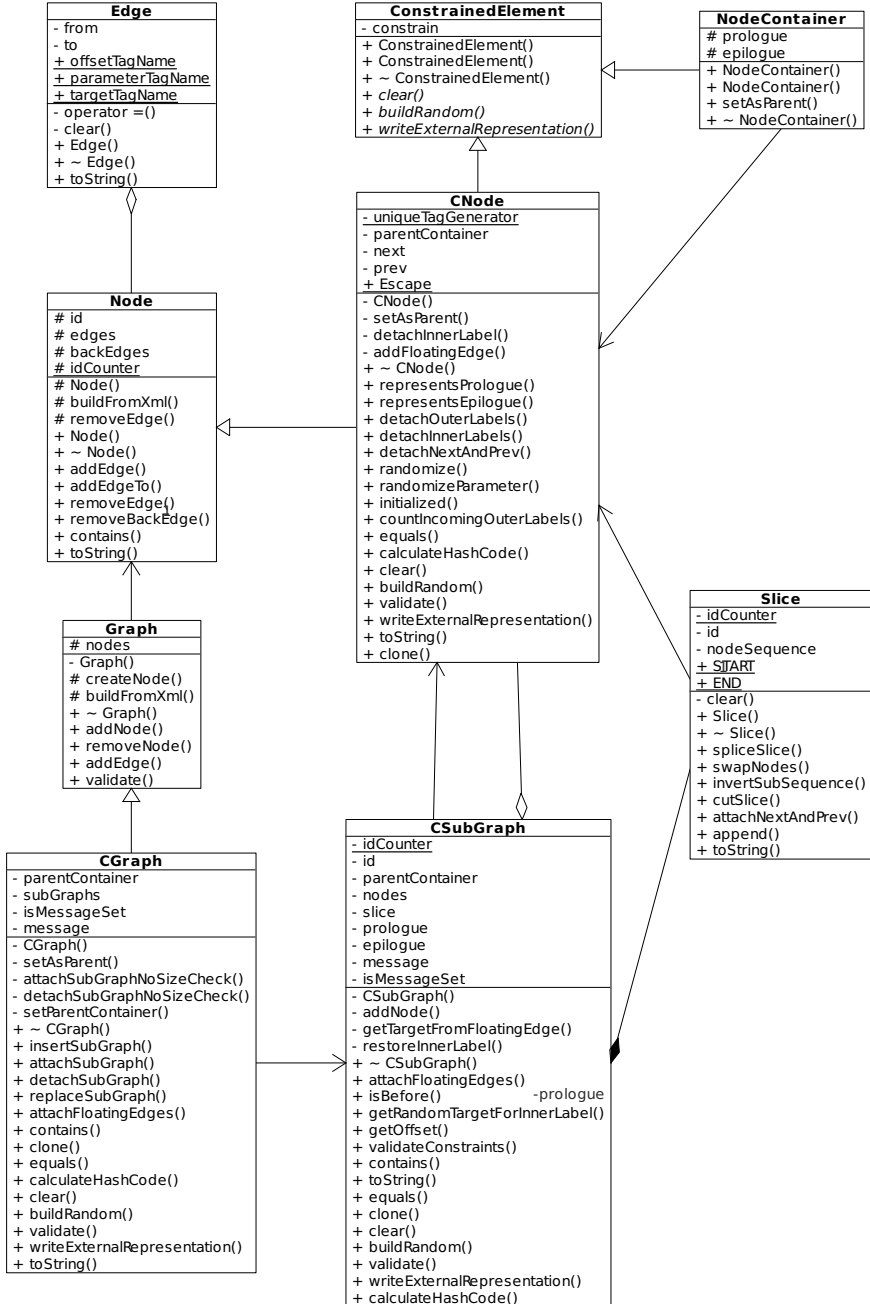 Edge
- from
- to
+ offsetTagName
+ parameterTagName
+ targetTagName
- operator =()
- clear()
+ Edge()
+ ~ Edge()
+ toString()
ConstrainedElement
- constrain
+ ConstrainedElement()
+ ConstrainedElement()
+ ~ ConstrainedElement()
+ clear()
+ buildRandom()
+ writeExternalRepresentation()
NodeContainer
# prologue
# epilogue
+ NodeContainer()
+ NodeContainer()
+ setAsParent()
+ ~ NodeContainer()
CNode
- uniqueTagGenerator
- parentContainer
- next
- prev
+ Escape
- CNode()
- setAsParent()
- detachInnerLabel()
- addFloatingEdge()
+ ~ CNode()
+ representsPrologue()
+ representsEpilogue()
+ detachOuterLabels()
+ detachInnerLabels()
+ detachNextAndPrev()
+ randomize()
+ randomizeParameter()
+ initialized()
+ countIncomingOuterLabels()
+ equals()
+ calculateHashCode()
+ clear()
+ buildRandom()
+ validate()
+ writeExternalRepresentation()
+ toString()
+ clone()
Node
# id
# edges
# backEdges
# idCounter
# Node()
# buildFromXml()
# removeEdge()
+ Node()
+ ~ Node()
+ addEdge()
+ addEdgeTo()
+ removeEdge()
1
+ removeBackEdge()
+ contains()
+ toString()
Slice
- idCounter
- id
- nodeSequence
+ START
+ END
- clear()
+ Slice()
+ ~ Slice()
+ spliceSlice()
+ swapNodes()
+ invertSubSequence()
+ cutSlice()
+ attachNextAndPrev()
+ append()
+ toString()
Graph
# nodes
- Graph()
# createNode()
# buildFromXml()
+ ~ Graph()
+ addNode()
+ removeNode()
+ addEdge()
+ validate()
CGraph
- parentContainer
- subGraphs
- isMessageSet
- message
- CGraph()
- setAsParent()
- attachSubGraphNoSizeCheck()
- detachSubGraphNoSizeCheck()
- setParentContainer()
+ ~ CGraph()
+ insertSubGraph()
+ attachSubGraph()
+ detachSubGraph()
+ replaceSubGraph()
+ attachFloatingEdges()
+ contains()
+ clone()
+ equals()
+ calculateHashCode()
+ clear()
+ buildRandom()
+ validate()
+ writeExternalRepresentation()
+ toString()
CSubGraph
- idCounter
- id
- parentContainer
- nodes
- slice
- prologue
- epilogue
- message
- isMessageSet
- CSubGraph()
- addNode()
- getTargetFromFloatingEdge()
- restoreInnerLabel()
+ ~ CSubGraph()
+ attachFloatingEdges()
+ isBefore()
-prologue
+ getRandomTargetForInnerLabel()
+ getOffset()
+ validateConstraints()
+ contains()
+ toString()
+ equals()
+ clone()
+ clear()
+ buildRandom()
+ validate()
+ writeExternalRepresentation()
+ calculateHashCode()